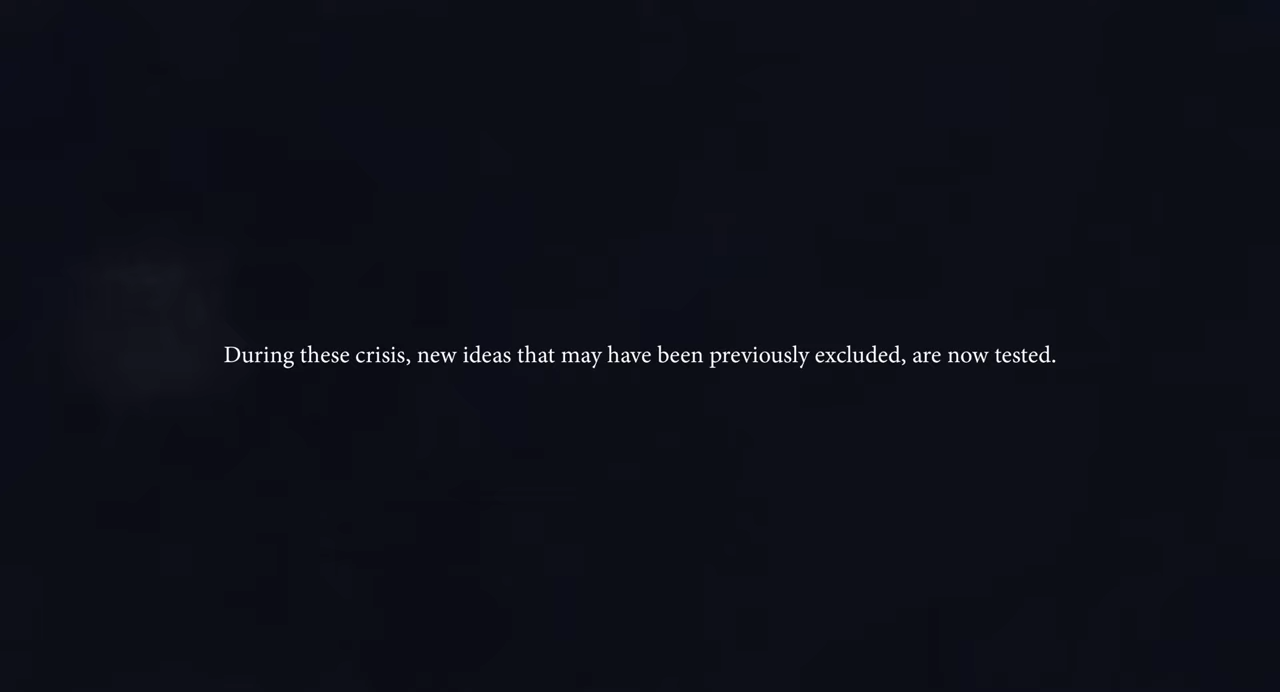 During these crisis, new ideas that may have been previously excluded, are now tested.